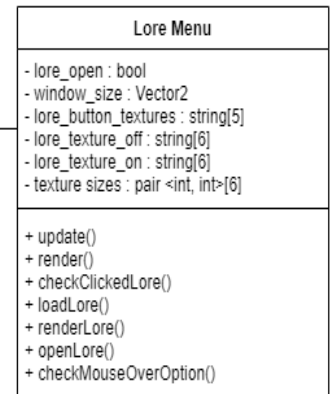 Lore Menu
- lore_open : bool
- window_size : Vector2
- lore_button_textures : string[5]
- lore_texture_off : string[6]
- lore_texture_on : string[6]
- texture sizes : pair <int, int>[6]
+ update()
+ render()
+ checkClickedLore()
+ loadLore()
+ renderLore()
+ openLore()
+ checkMouseOverOption()